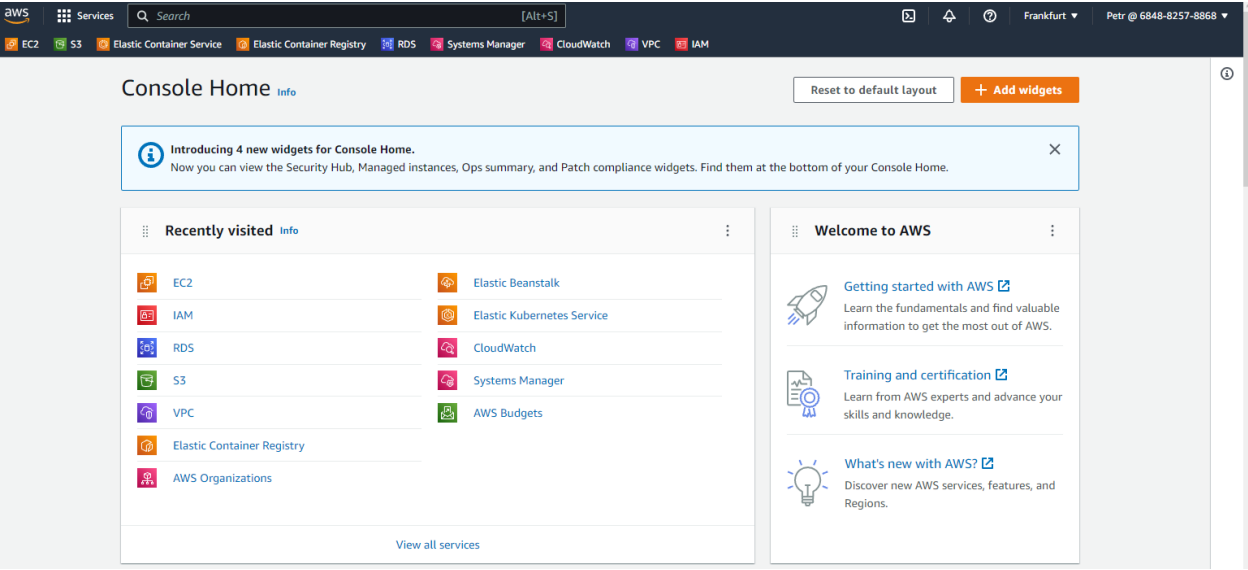 aws
Services
Search [Alt+S]
Frankfurt
Petr @ 6848-8257-8868
EC2
S3
Elastic Container Service
Elastic Container Registry
RDS
Systems Manager
CloudWatch
VPC
IAM
Console Home Info
Reset to default layout
Add widgets
Introducing 4 new widgets for Console Home.
Now you can view the Security Hub, Managed instances, Ops summary, and Patch compliance widgets. Find them at the bottom of your Console Home.
Recently visited Info
EC2
IAM
RDS
S3
VPC
Elastic Container Registry
AWS Organizations
Elastic Beanstalk
Elastic Kubernetes Service
CloudWatch
Systems Manager
AWS Budgets
View all services
Welcome to AWS
Getting started with AWS
Learn the fundamentals and find valuable
information to get the most out of AWS.
Training and certification
Learn from AWS experts and advance your
skills and knowledge.
What's new with AWS?
Discover new AWS services, features, and
Regions.